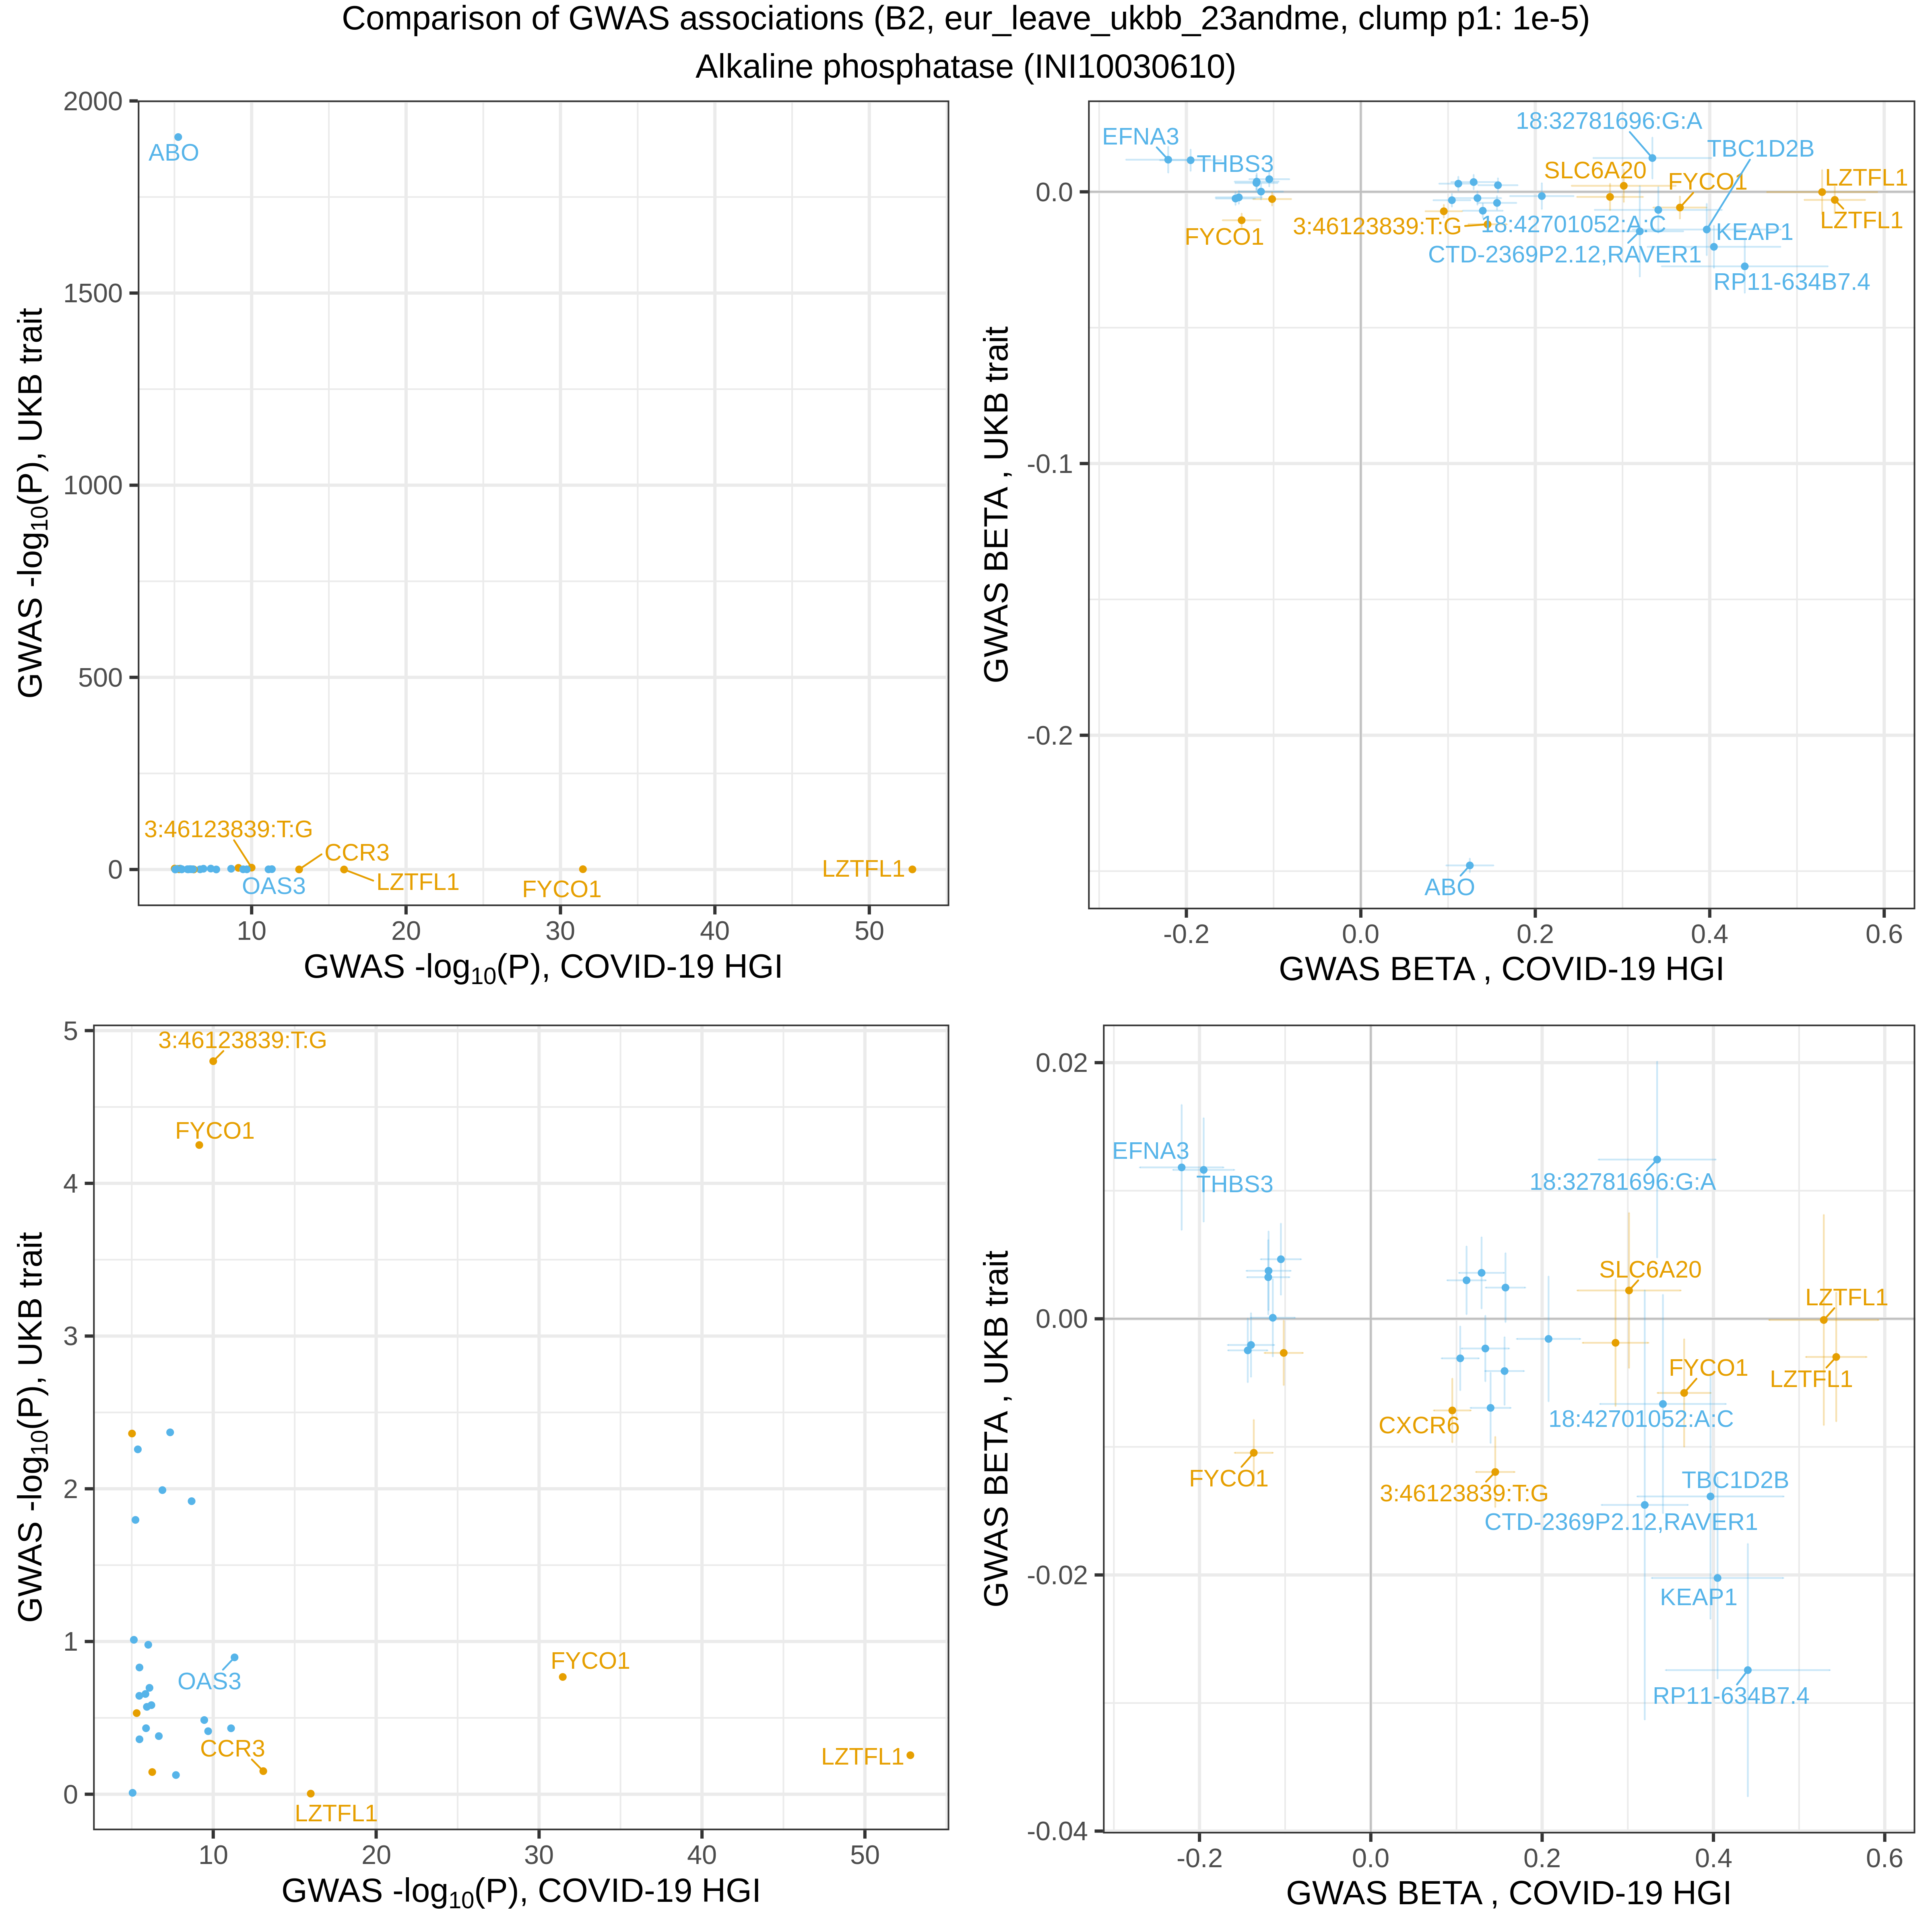 Comparison of GWAS associations (B2, eur_leave_ukbb_23andme, clump p1: 1e-5)
Alkaline phosphatase (INI10030610)
GWAS -log10(P), UKB trait
2000
1500
1000
500
0
ABO
3:46123839:T:G
CCR3
OAS3
LZTFL1
FYCO1
LZTFL1
10
20
30
40
50
GWAS -log10(P), COVID-19 HGI
GWAS BETA , UKB trait
0.0
-0.1
-0.2
EFNA3
THBS3
18:32781696:G:A
TBC1D2B
SLC6A20
FYCO1
LZTFL1
LZTFL1
FYCO1
3:46123839:T:G
18:42701052:A:C
KEAP1
CTD-2369P2.12,RAVER1
RP11-634B7.4
ABO
-0.2
0.0
0.2
0.4
0.6
GWAS BETA , COVID-19 HGI
GWAS -log10(P), UKB trait
5
4
3
2
1
0
3:46123839:T:G
FYCO1
OAS3
FYCO1
CCR3
LZTFL1
LZTFL1
10
20
30
40
50
GWAS -log10(P), COVID-19 HGI
GWAS BETA , UKB trait
0.02
0.00
-0.02
-0.04
EFNA3
THBS3
18:32781696:G:A
SLC6A20
LZTFL1
FYCO1
LZTFL1
CXCR6
18:42701052:A:C
FYCO1
3:46123839:T:G
TBC1D2B
CTD-2369P2.12,RAVER1
KEAP1
RP11-634B7.4
-0.2
0.0
0.2
0.4
0.6
GWAS BETA , COVID-19 HGI